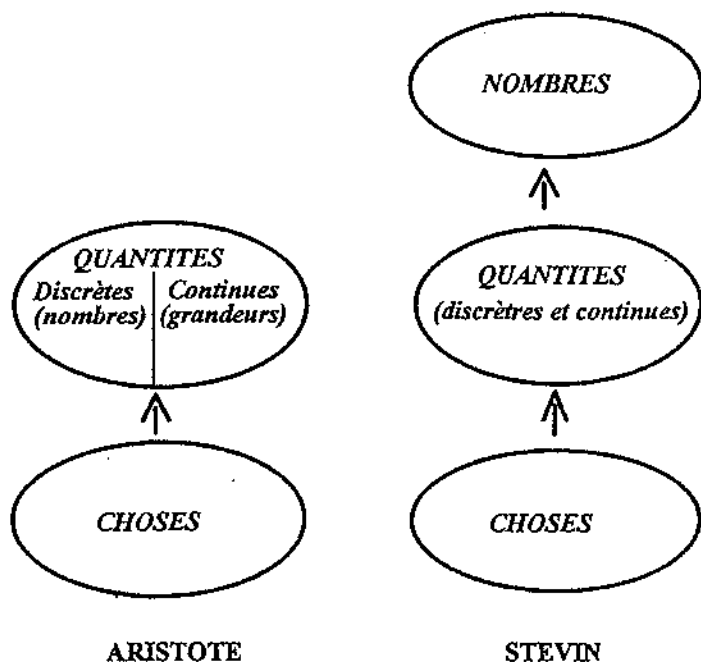 NOMBRES
QUANTITES
Discrètes
(nombres)
Continues
(grandeurs)
QUANTITES
(discrètres et continues)
CHOSES
CHOSES
ARISTOTE
STEVIN